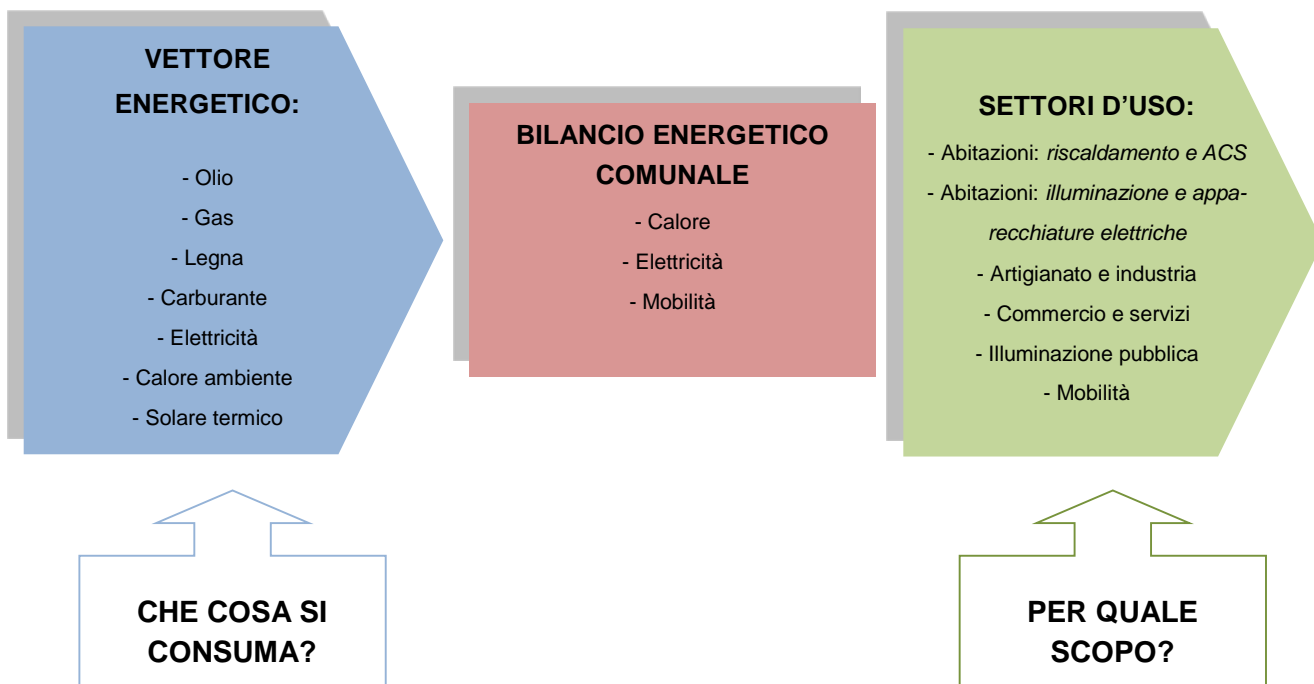 VETTORE
ENERGETICO:
- Olio
- Gas
- Legna
- Carburante
- Elettricità
- Calore ambiente
- Solare termico
BILANCIO ENERGETICO
COMUNALE
- Calore
- Elettricità
- Mobilità
SETTORI D’USO:
- Abitazioni: riscaldamento e ACS
- Abitazioni: illuminazione e appa-
recchiature elettriche
- Artigianato e industria
- Commercio e servizi
- Illuminazione pubblica
- Mobilità
CHE COSA SI
CONSUMA?
PER QUALE
SCOPO?